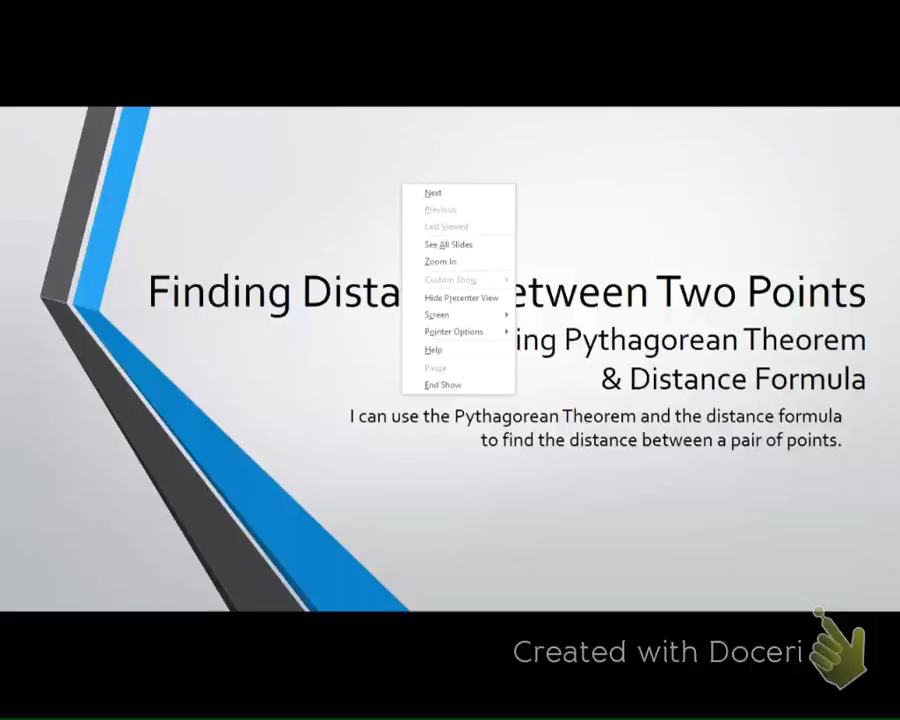 Next
Previous
Last Viewed
See All Slides
Zoom In
Custom Show
Hide Presenter View
Screen
Pointer Options
Help
Pause
End Show
Finding Dista etween Two Points
ing Pythagorean Theorem
& Distance Formula
I can use the Pythagorean Theorem and the distance formula
to find the distance between a pair of points.
Created with Doceri